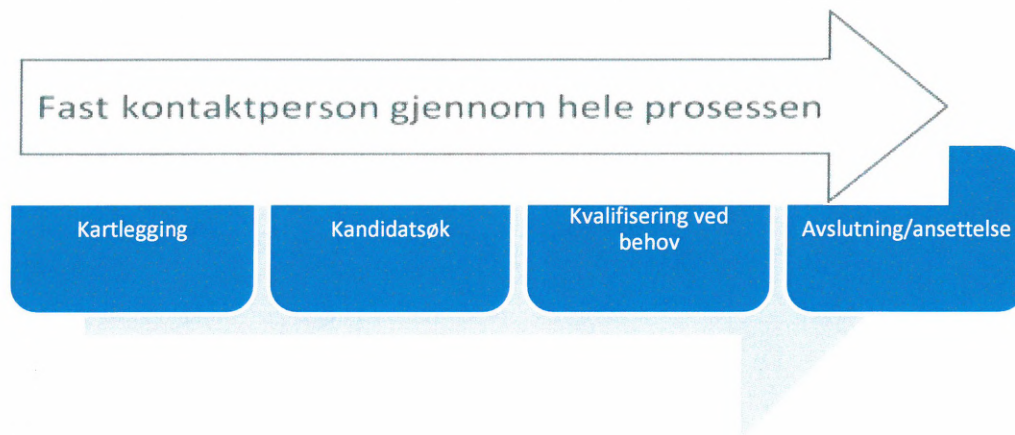 Fast kontaktperson gjennom hele prosessen
Kartlegging
Kandidatsøk
Kvalifisering ved
behov
Avslutning/ansettelse